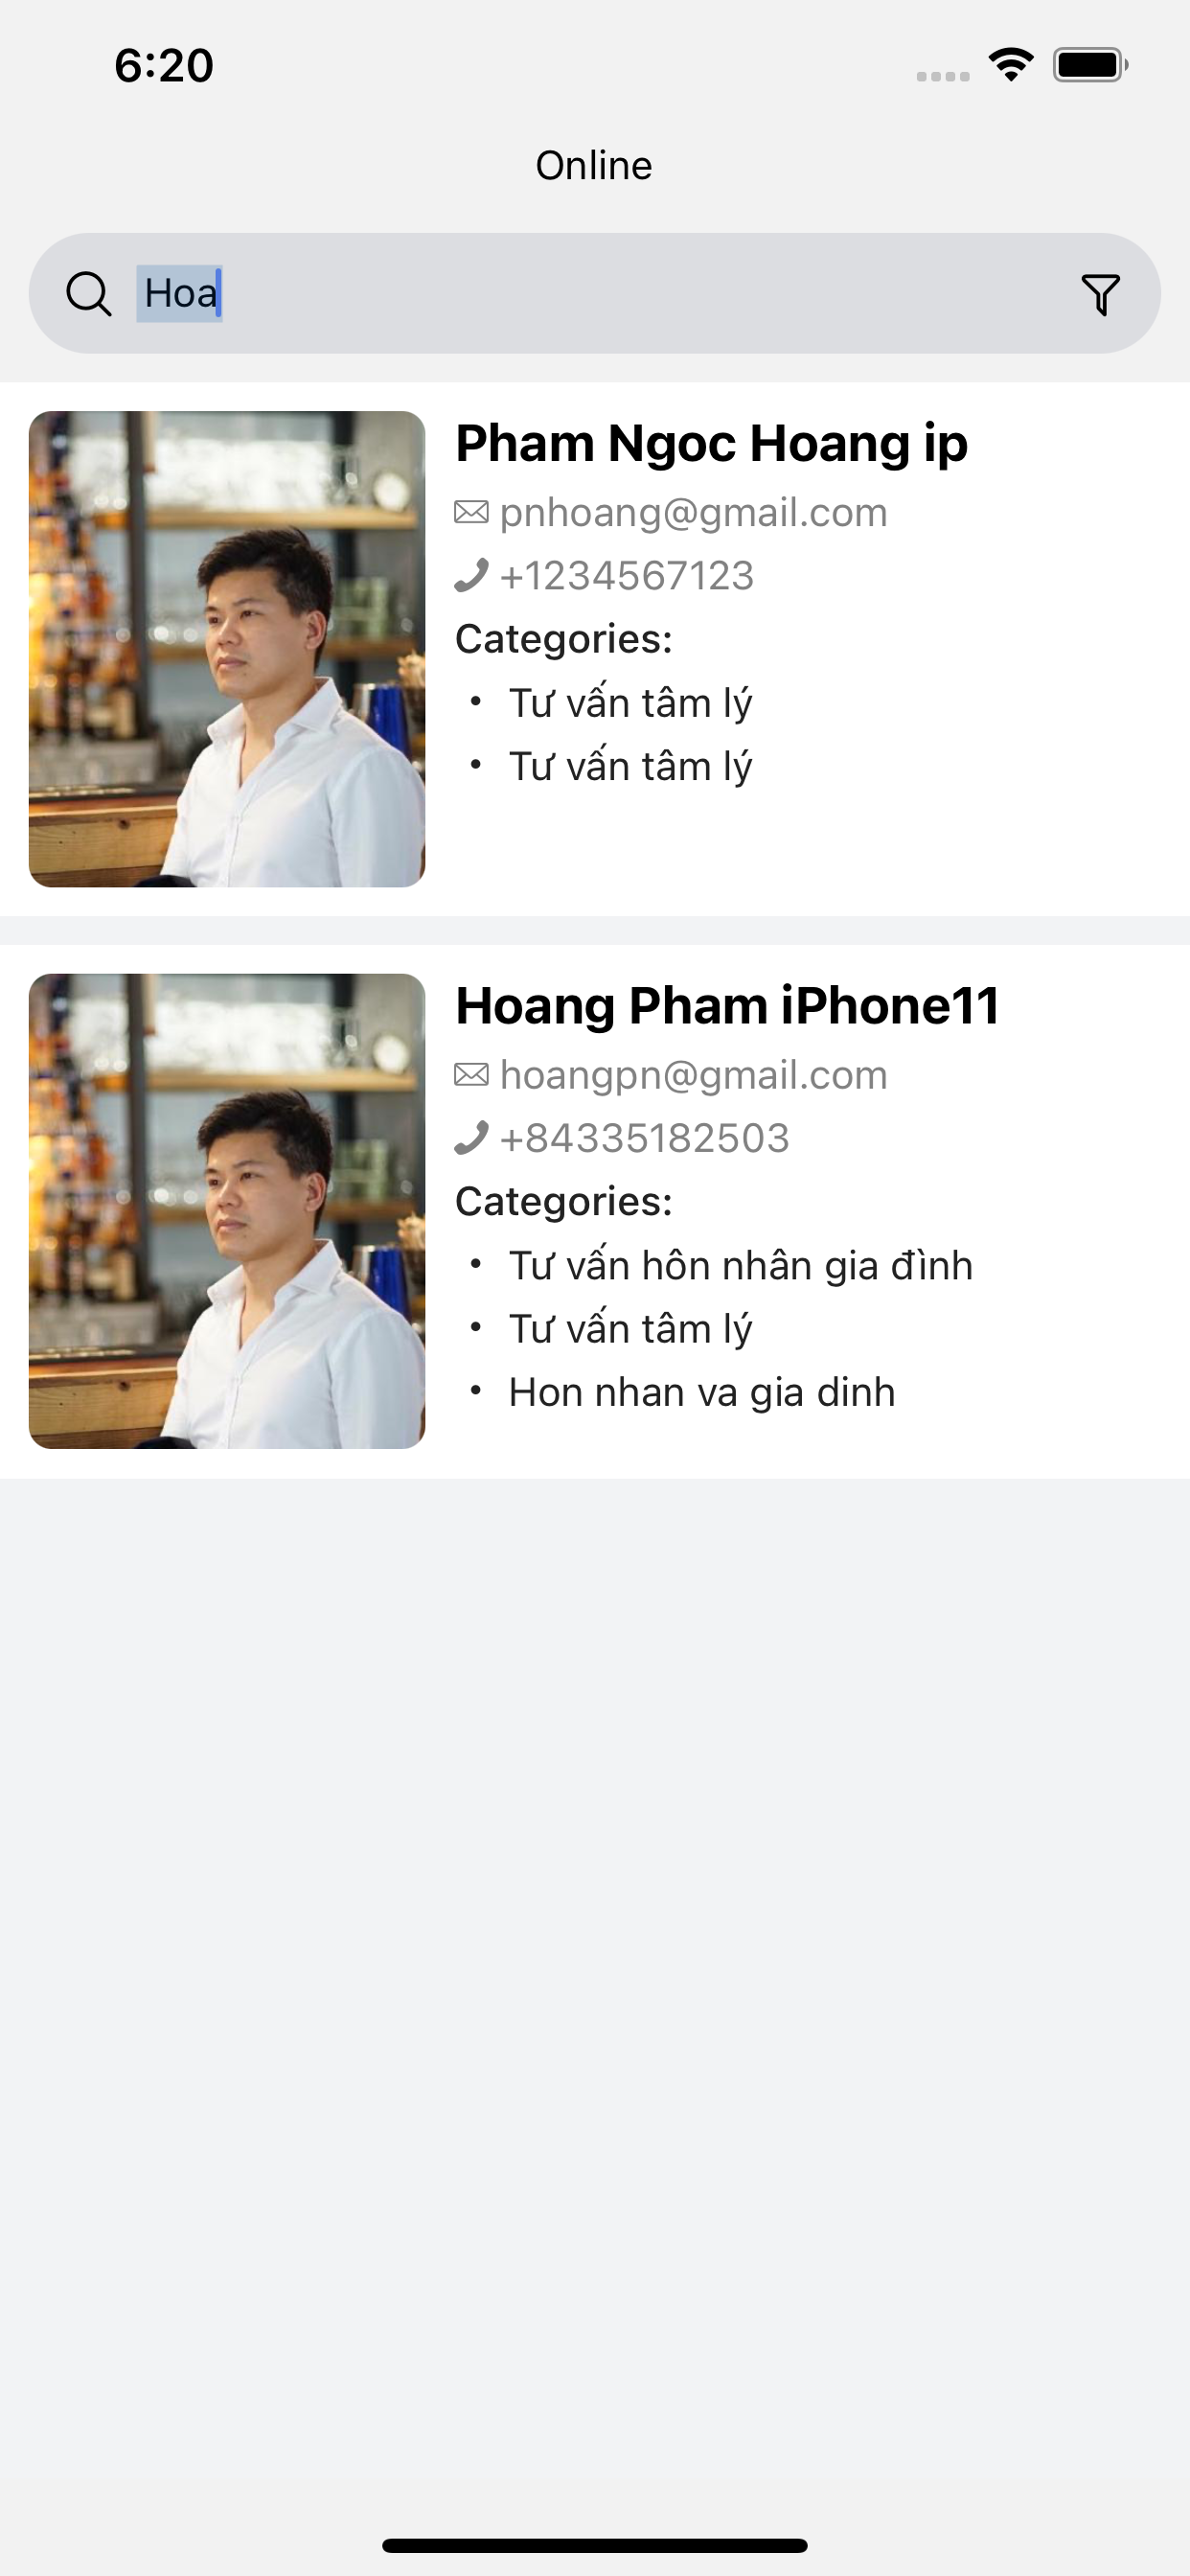 6:20
Online
Hoa
Pham Ngoc Hoang ip
pnhoang@gmail.com
+1234567123
Categories:
• Tư vấn tâm lý
• Tư vấn tâm lý
Hoang Pham iPhone11
hoangpn@gmail.com
+84335182503
Categories:
• Tư vấn hôn nhân gia đình
• Tư vấn tâm lý
• Hon nhan va gia dinh